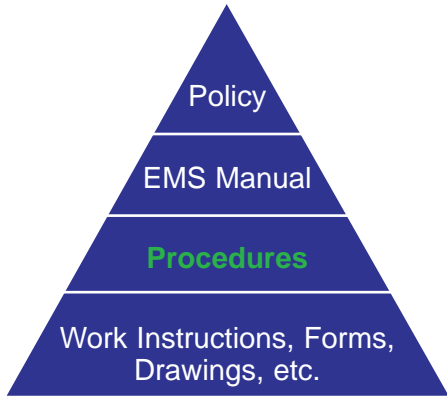 Policy
EMS Manual
Procedures
Work Instructions, Forms,
Drawings, etc.